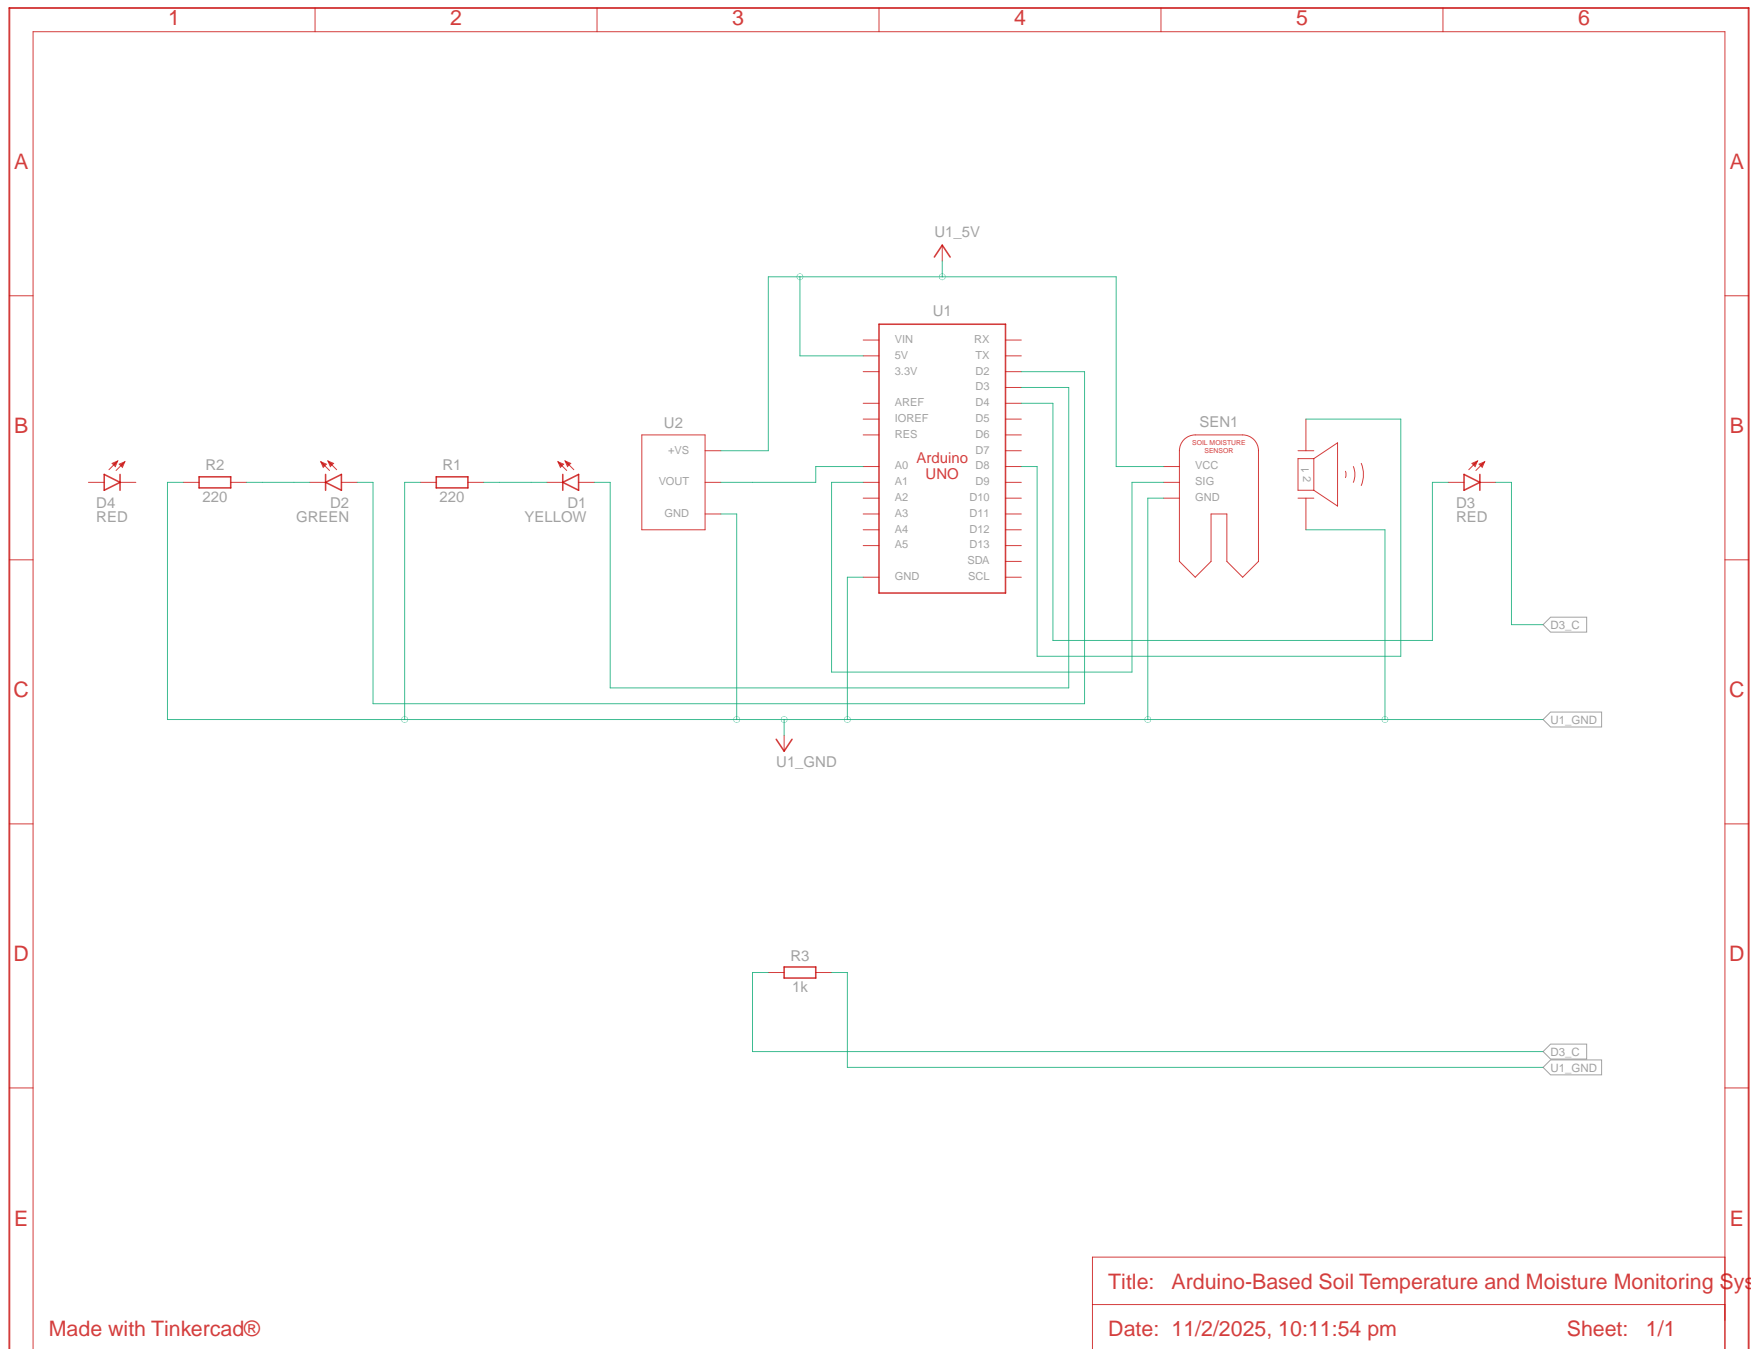 1 2 3 4 5 6
A A
U1_5V
B B
U1
VIN RX
5V TX
3.3V D2
D3
AREF D4
IOREF D5
RES D6
D7
A0 D8
A1 D9
A2 D10
A3 D11
A4 D12
A5 D13
SDA
GND SCL
Arduino
UNO
U2
+VS
VOUT
GND
SEN1
SOIL MOISTURE
SENSOR
VCC
SIG
GND
1
2
D4
RED
R2
220
D2
GREEN
R1
220
D1
YELLOW
D3
RED
D3_C
C C
U1_GND
U1_GND
D D
R3
1k
D3_C
U1_GND
E E
Title: Arduino-Based Soil Temperature and Moisture Monitoring Sys
Made with Tinkercad®
Date: 11/2/2025, 10:11:54 pm Sheet: 1/1